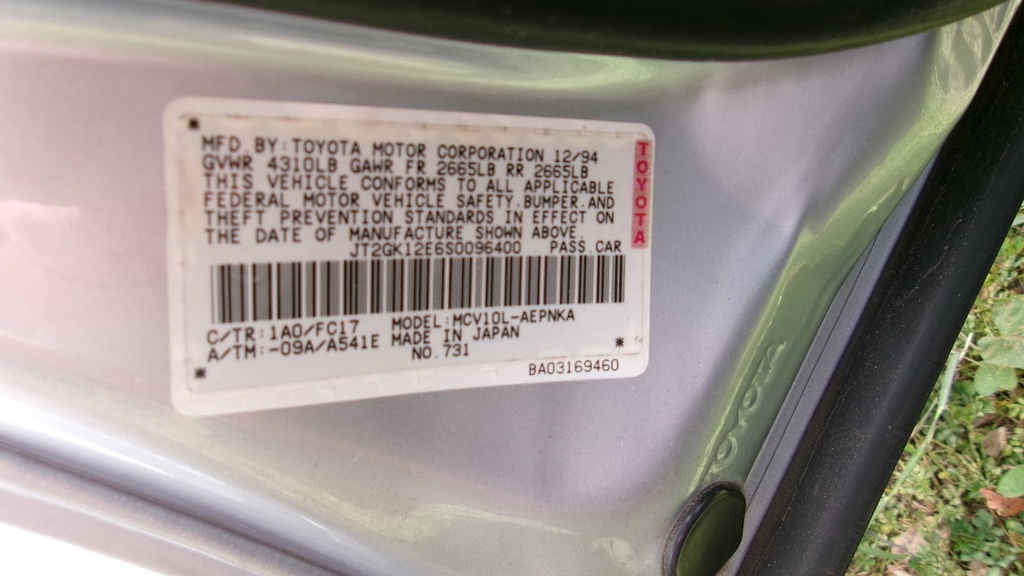 MFD. BY: TOYOTA MOTOR CORPORATION 12/94
GVWR 4310LB GAWR FR 2665LB RR 2665LB
THIS VEHICLE CONFORMS TO ALL APPLICABLE
FEDERAL MOTOR VEHICLE SAFETY, BUMPER, AND
THEFT PREVENTION STANDARDS IN EFFECT ON
THE DATE OF MANUFACTURE SHOWN ABOVE.
JT2GK12E6S0096400 PASS. CAR
TOYOTA
C/TR: 1A0/FC17 MODEL: MCV10L-AEPNKA
A/TM: -09A/A541E MADE IN JAPAN
NO. 731
BA03169460